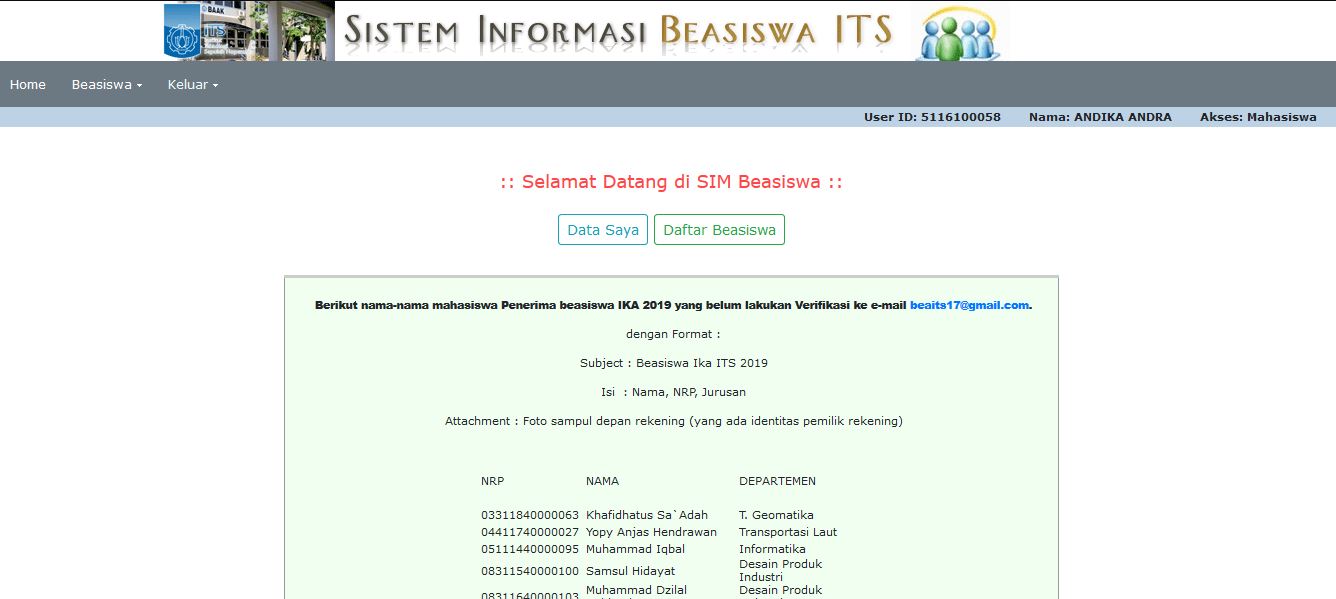 BAAK
ITS
SISTEM INFORMASI BEASISWA ITS
Home Beasiswa Keluar
User ID: 5116100058 Nama: ANDIKA ANDRA Akses: Mahasiswa
:: Selamat Datang di SIM Beasiswa ::
Data Saya Daftar Beasiswa
Berikut nama-nama mahasiswa Penerima beasiswa IKA 2019 yang belum lakukan Verifikasi ke e-mail beaits17@gmail.com.
dengan Format :
Subject : Beasiswa Ika ITS 2019
Isi : Nama, NRP, Jurusan
Attachment : Foto sampul depan rekening (yang ada identitas pemilik rekening)
NRP NAMA DEPARTEMEN
03311840000063 Khafidhatus Sa`Adah T. Geomatika
04411740000027 Yopy Anjas Hendrawan Transportasi Laut
05111440000095 Muhammad Iqbal Informatika
08311540000100 Samsul Hidayat Desain Produk
Industri
08311640000103 Muhammad Dzilal Desain Produk